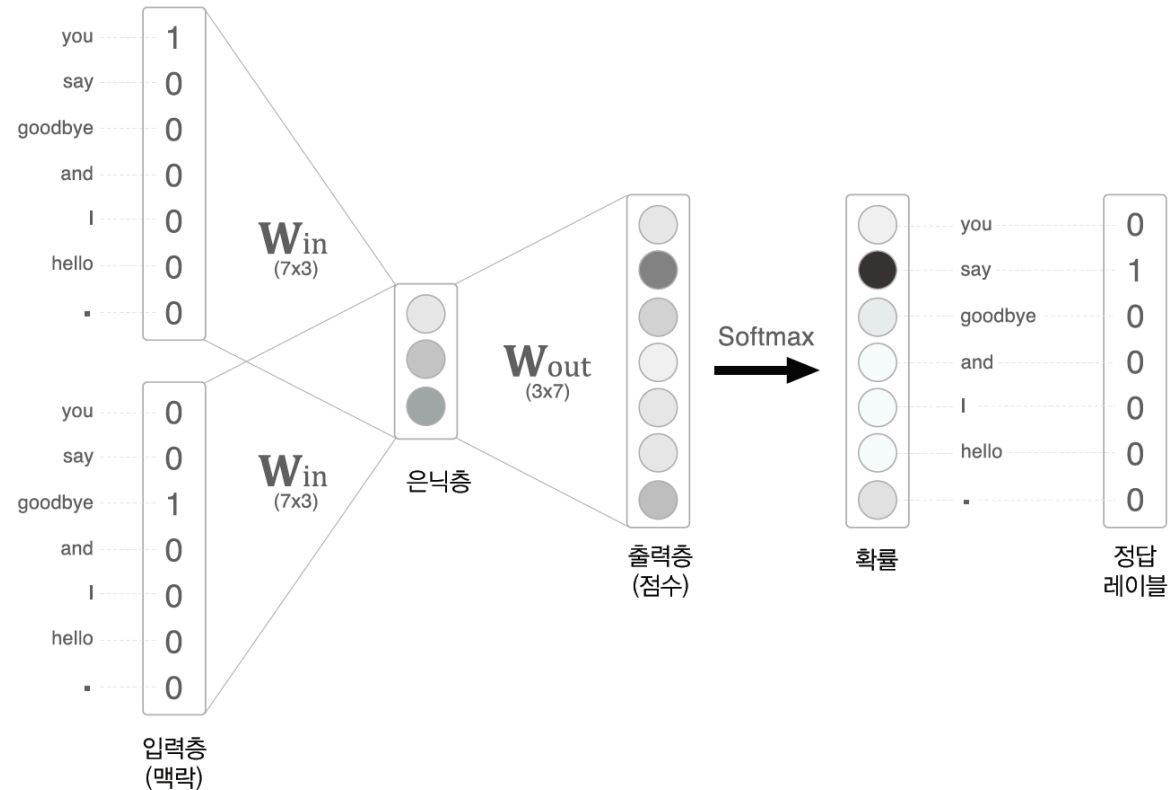 you 1
say 0
goodbye 0
and 0
I 0
hello 0
. 0
Win
(7x3)
you 0
say 0
goodbye 1
and 0
I 0
hello 0
. 0
Win
(7x3)
입력층
(맥락)
은닉층
Wout
(3x7)
출력층
(점수)
Softmax
확률
you 0
say 1
goodbye 0
and 0
I 0
hello 0
. 0
정답
레이블